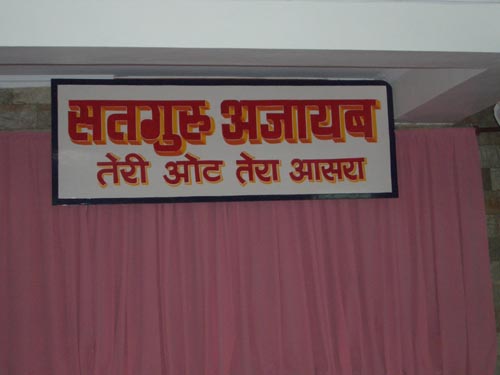 सतगुरु अजायब
तेरी ओट तेरा आसरा